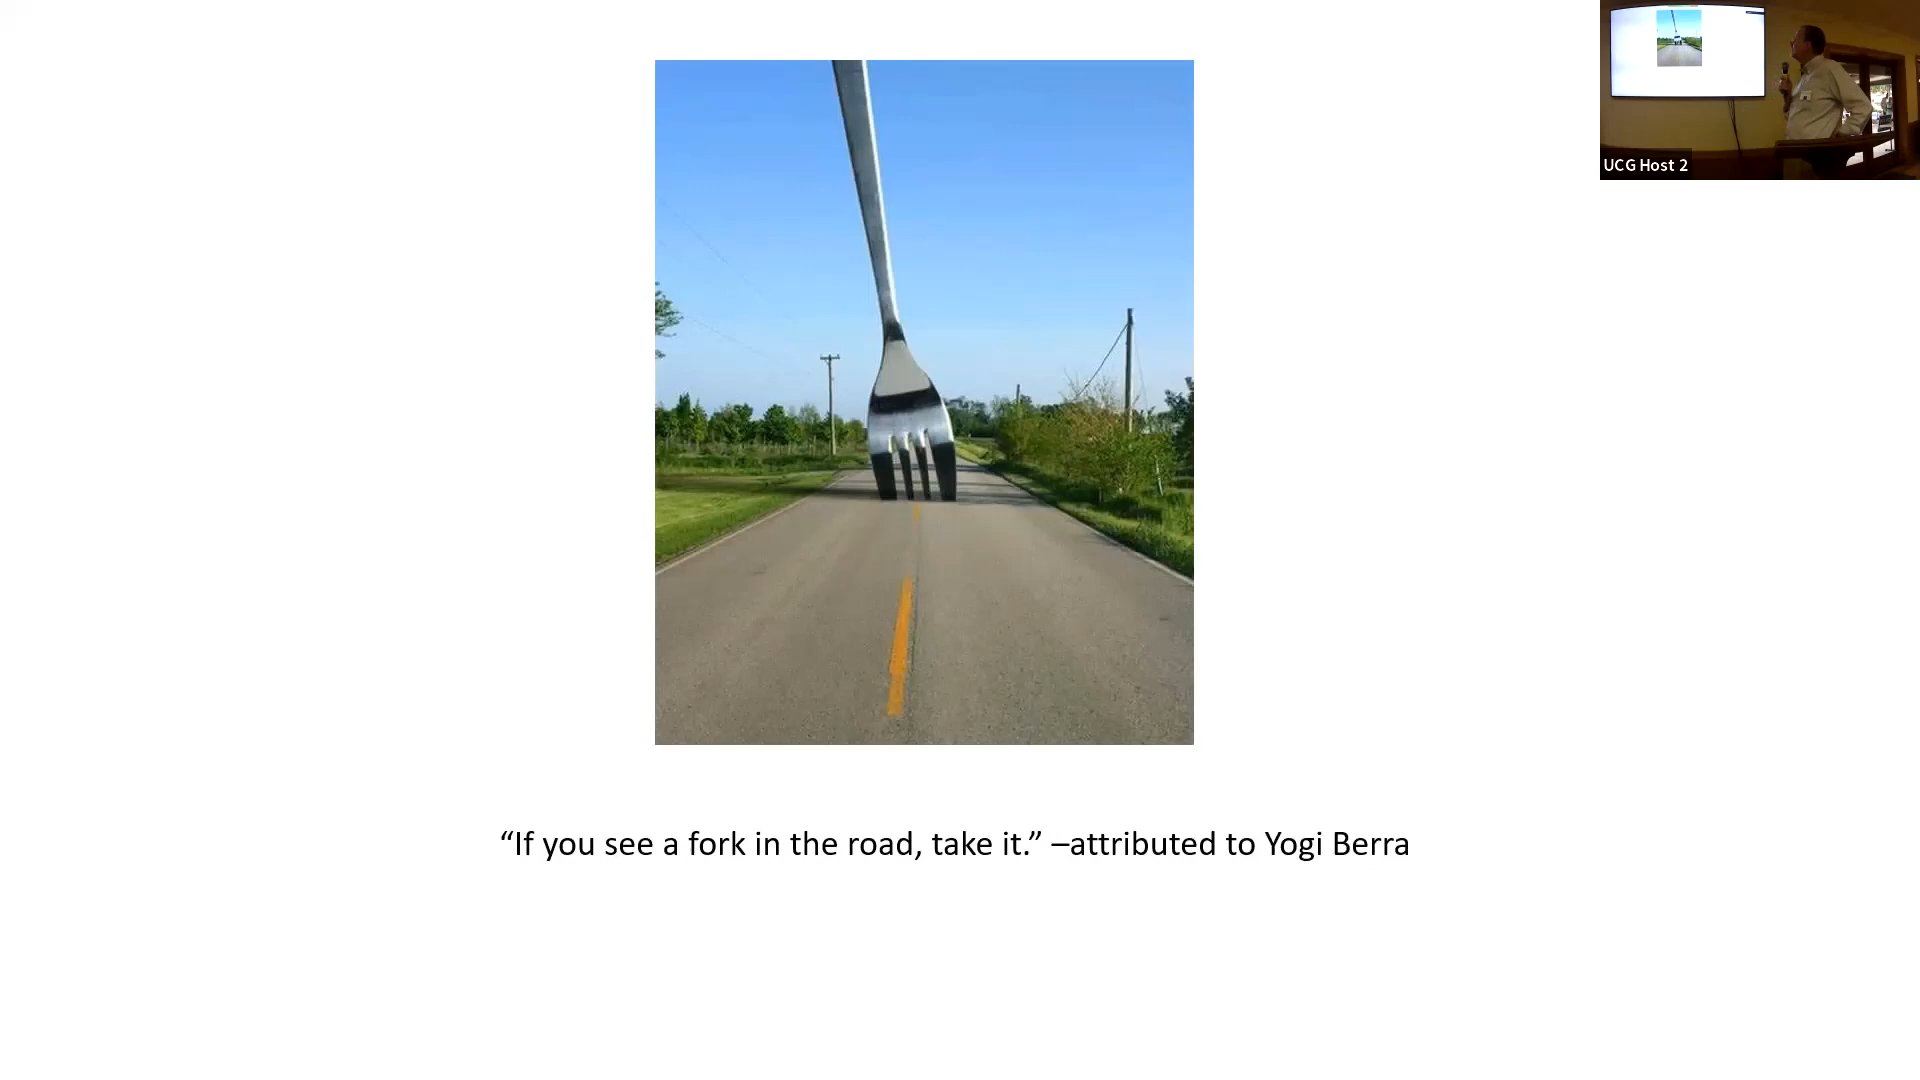 UCG Host 2
“If you see a fork in the road, take it.” –attributed to Yogi Berra